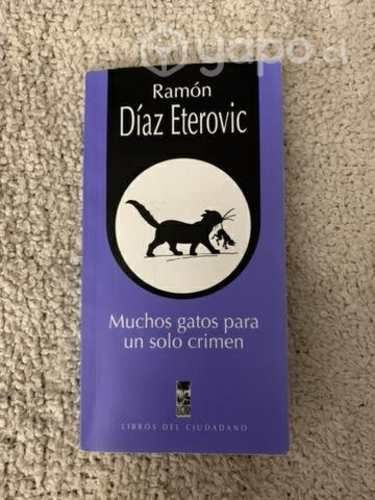 yapo.cl
Ramón
Díaz Eterovic
Muchos gatos para
un solo crimen
LIBROS DEL CIUDADANO